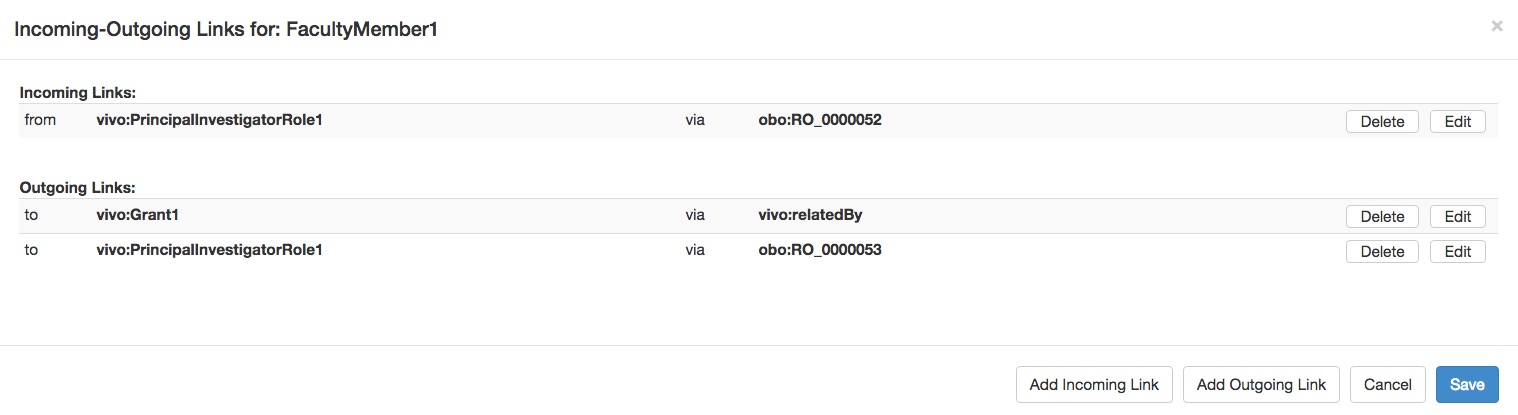 Incoming-Outgoing Links for: FacultyMember1 ×
Incoming Links:
from vivo:PrincipalInvestigatorRole1 via obo:RO_0000052 Delete Edit
Outgoing Links:
to vivo:Grant1 via vivo:relatedBy Delete Edit
to vivo:PrincipalInvestigatorRole1 via obo:RO_0000053 Delete Edit
Add Incoming Link Add Outgoing Link Cancel Save